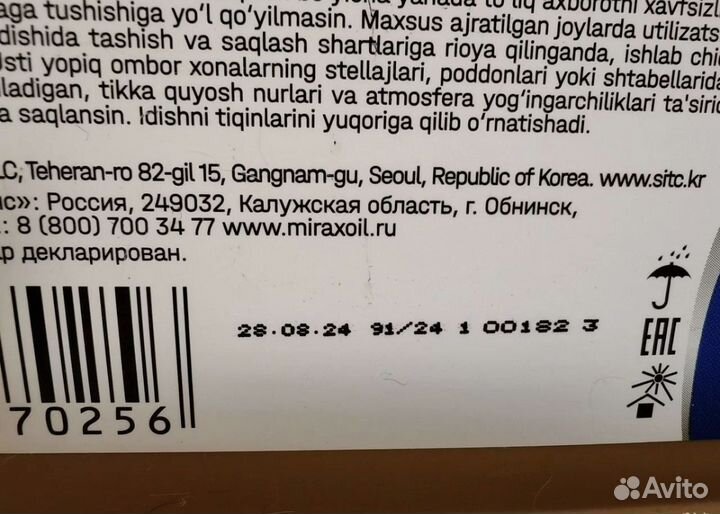 aga tushishiga yo'l qo'yilmasin. Maxsus ajratilgan joylarda utilizats
dishida tashish va saqlash shartlariga rioya qilinganda, ishlab chi
Usti yopiq ombor xonalarning stellajlari, poddonlari yoki shtabellarida
ladigan, tikka quyosh nurlari va atmosfera yog'ingarchiliklari ta'siri
a saqlansin. Idishni tiqinlarini yuqoriga qilib o'rnatishadi.
LC, Teheran-ro 82-gil 15, Gangnam-gu, Seoul, Republic of Korea. www.sitc.kr
ис»: Россия, 249032, Калужская область, г. Обнинск,
.: 8 (800) 700 34 77 www.miraxoil.ru
ар декларирован.
28.08.24 91/24 1 00182 3
EAC
70256
Avito